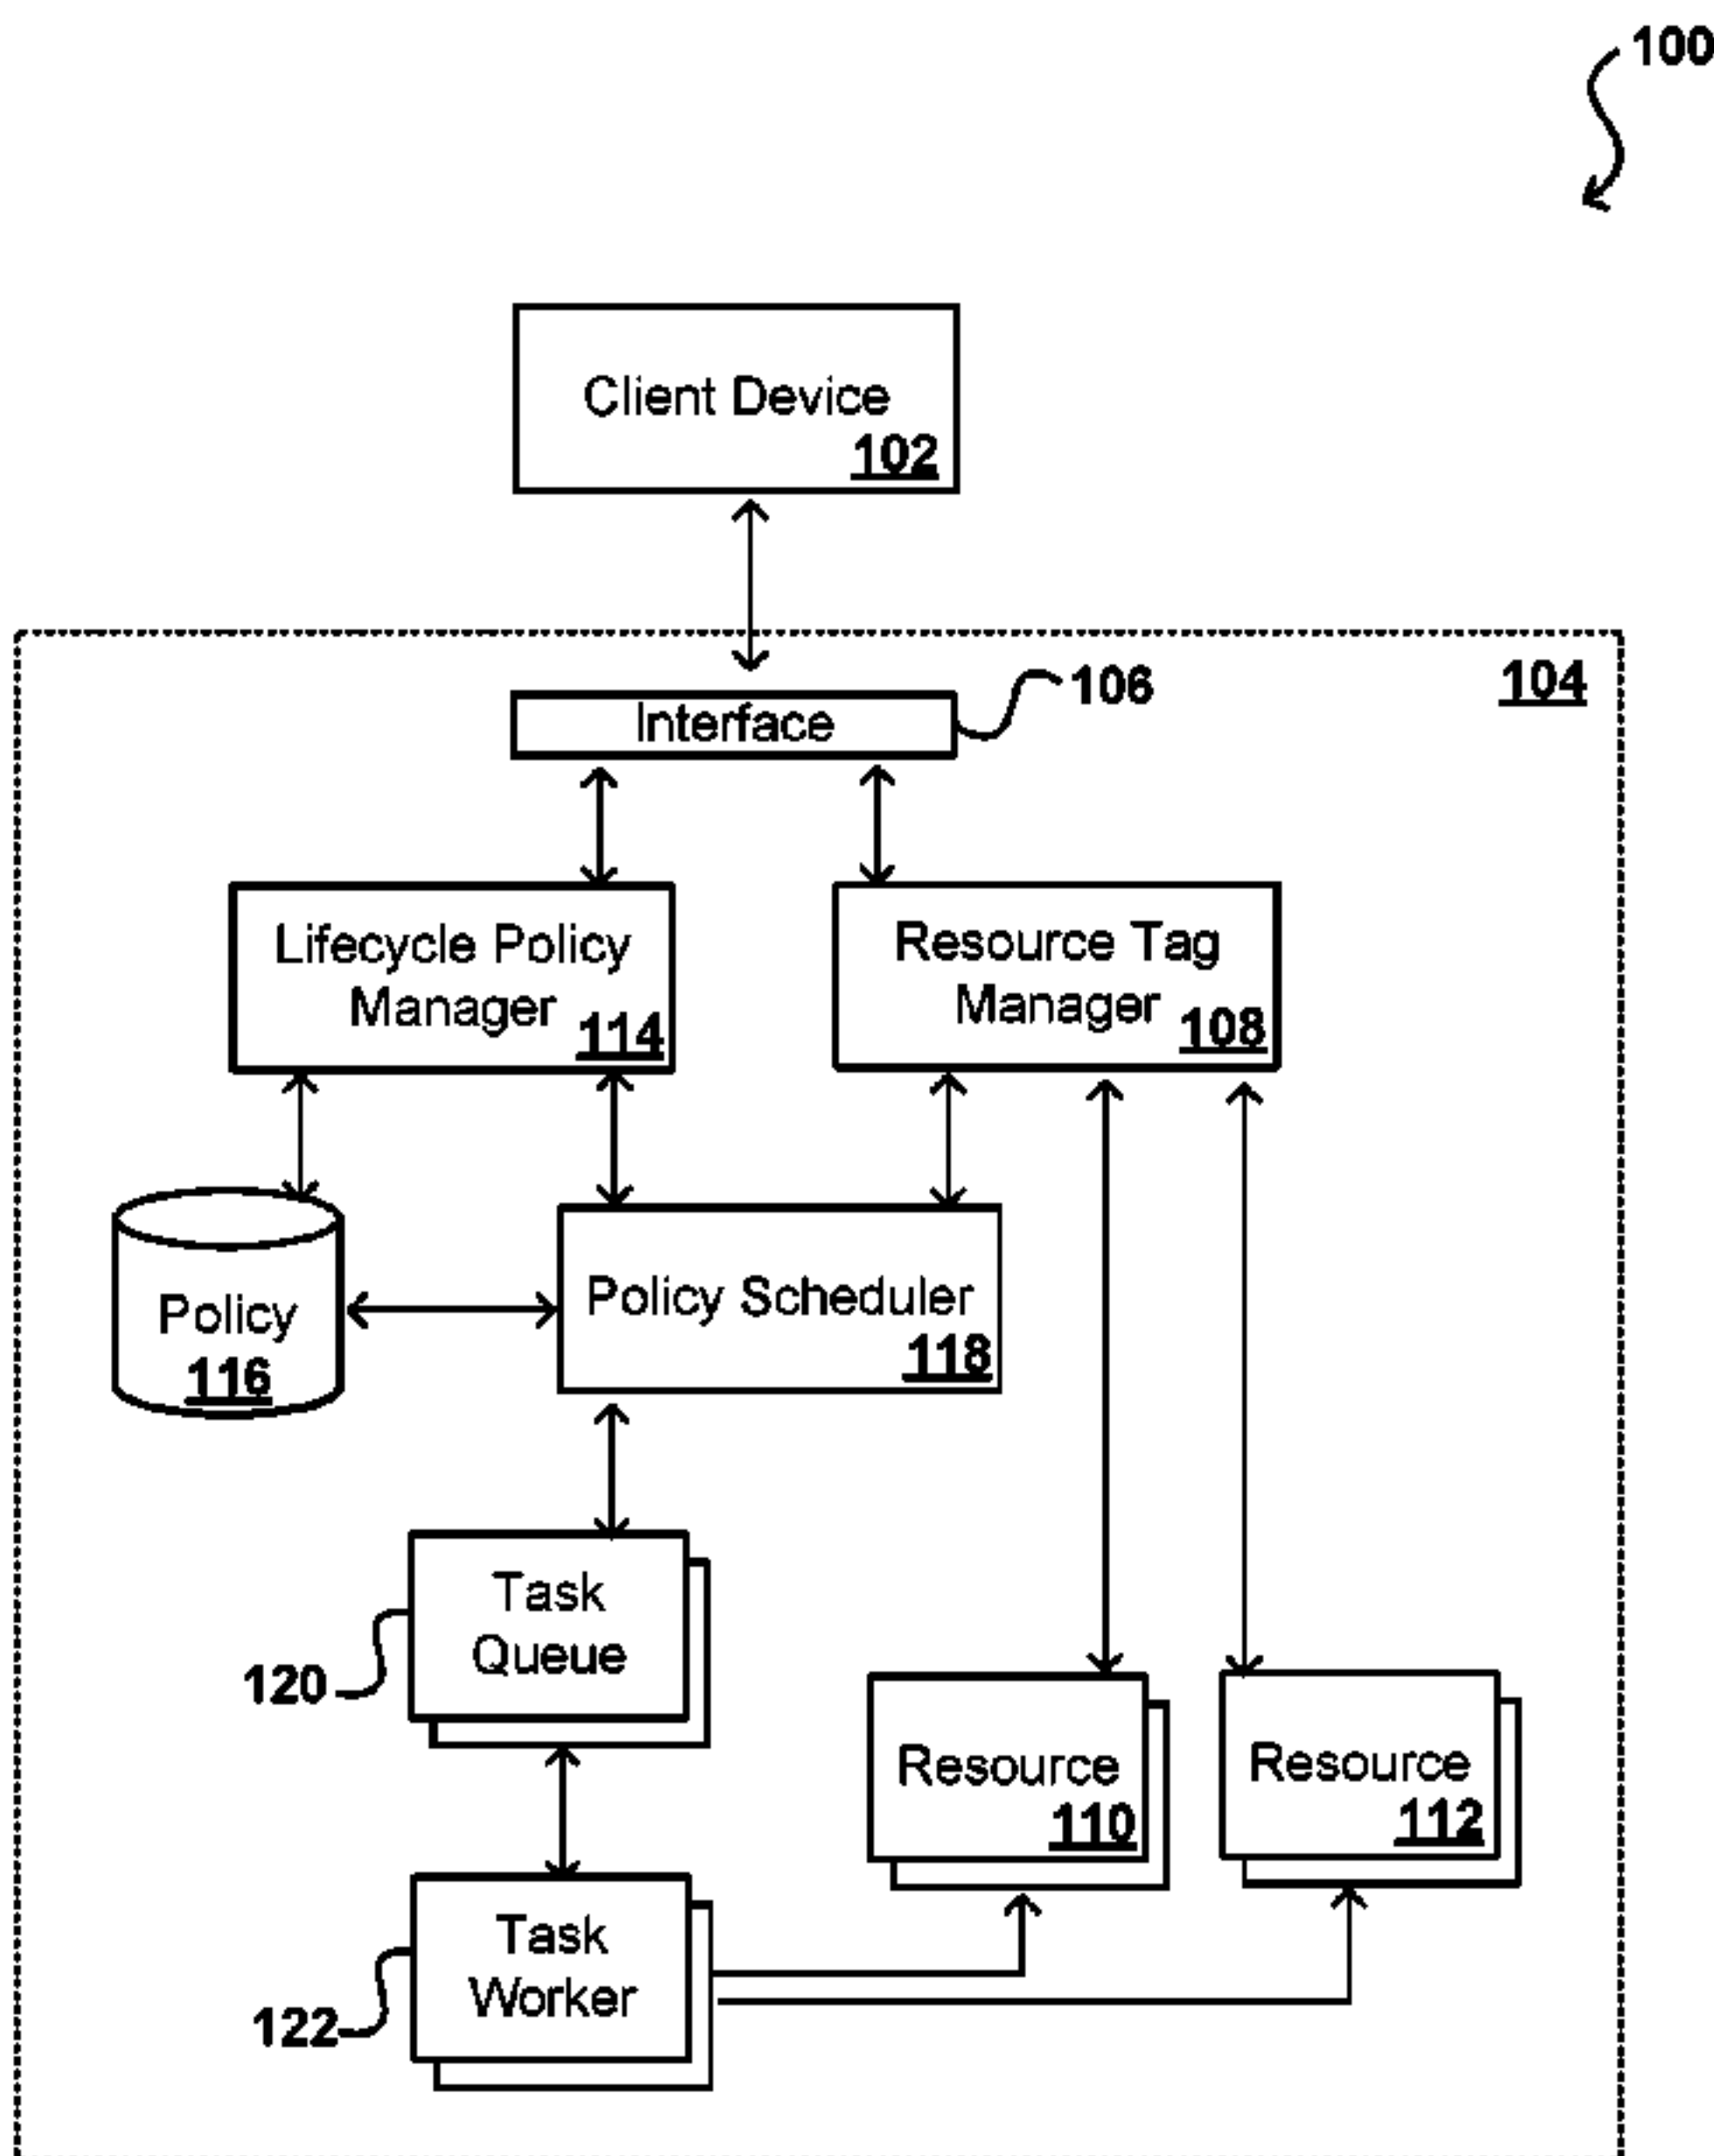 100
Client Device
102
104
106
Interface
Lifecycle Policy
Manager
114
Resource Tag
Manager
108
Policy
116
Policy Scheduler
118
Task
Queue
120
Resource
110
Resource
112
Task
Worker
122